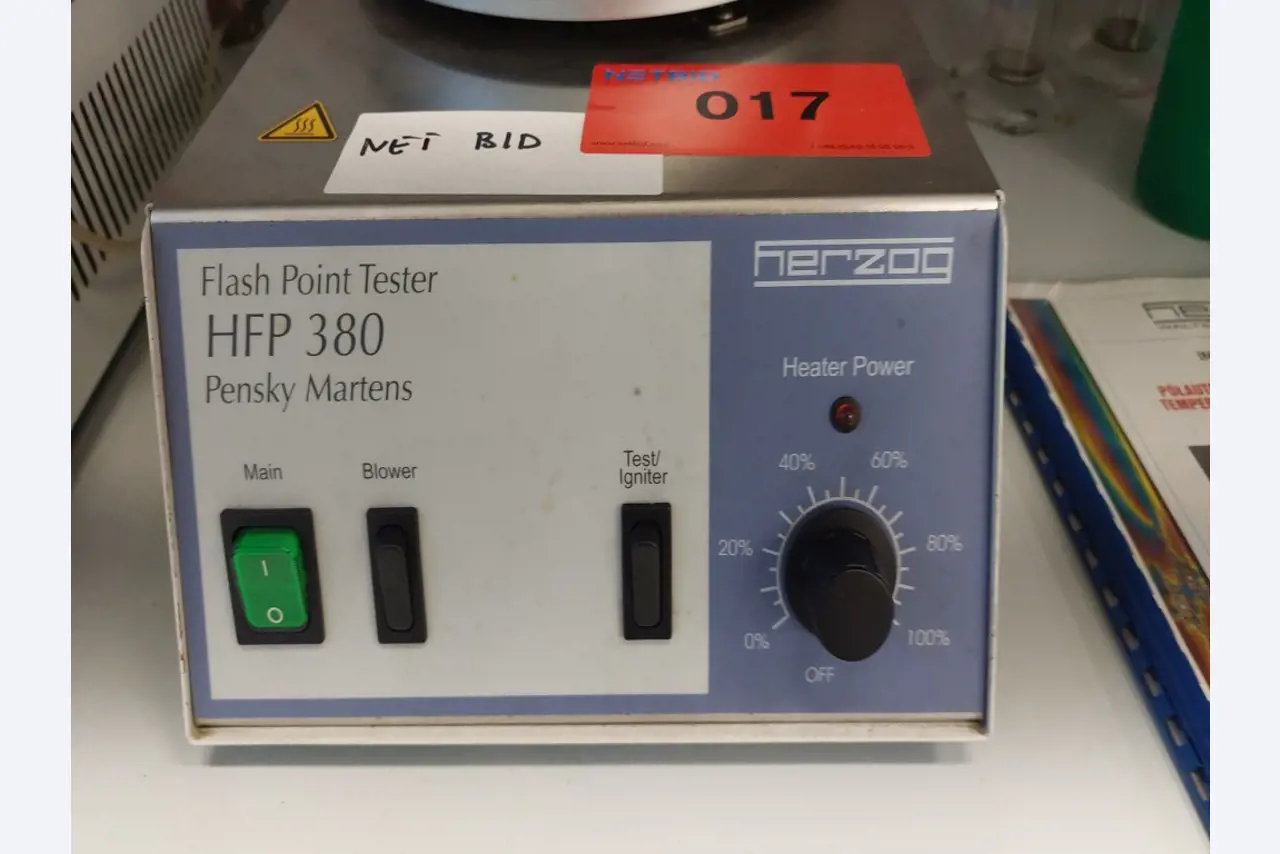 NETBID
017
NET BID
Flash Point Tester
HFP 380
Pensky Martens
herzog
Heater Power
Main
Blower
Test/
Igniter
40%
60%
20%
80%
0%
100%
OFF
I
O